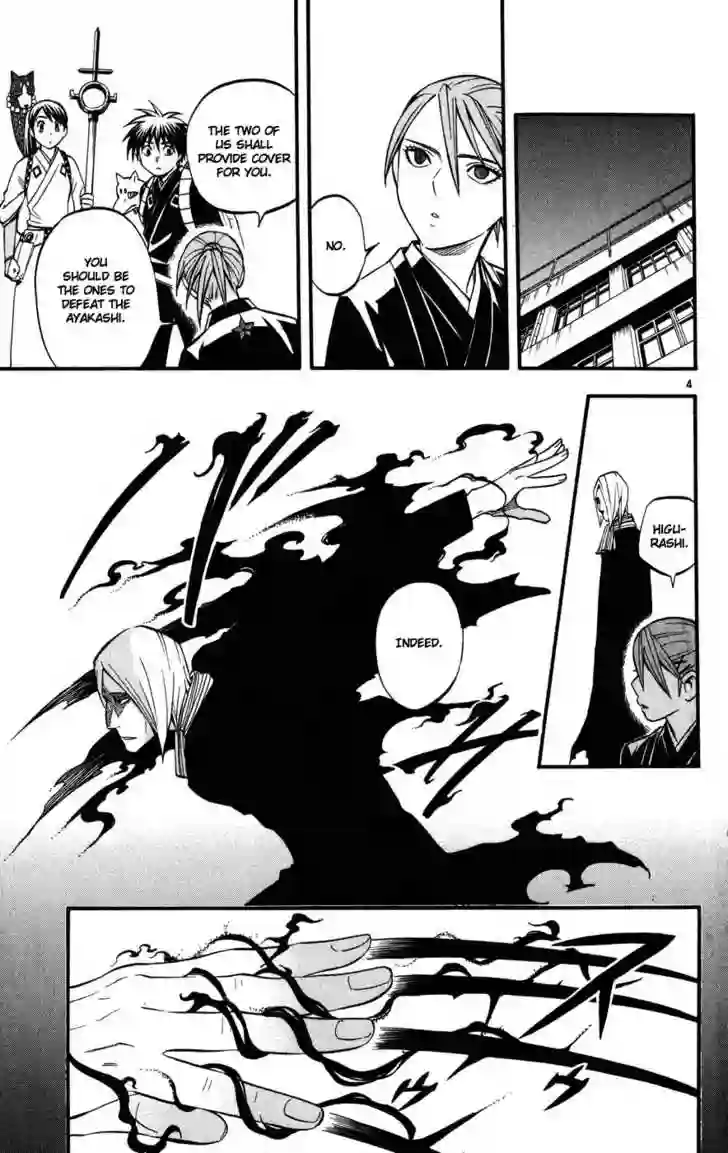 NO.
THE TWO OF
US SHALL
PROVIDE COVER
FOR YOU.
YOU
SHOULD BE
THE ONES TO
DEFEAT THE
AYAKASHI.
4
HIGU-
RASHI.
INDEED.